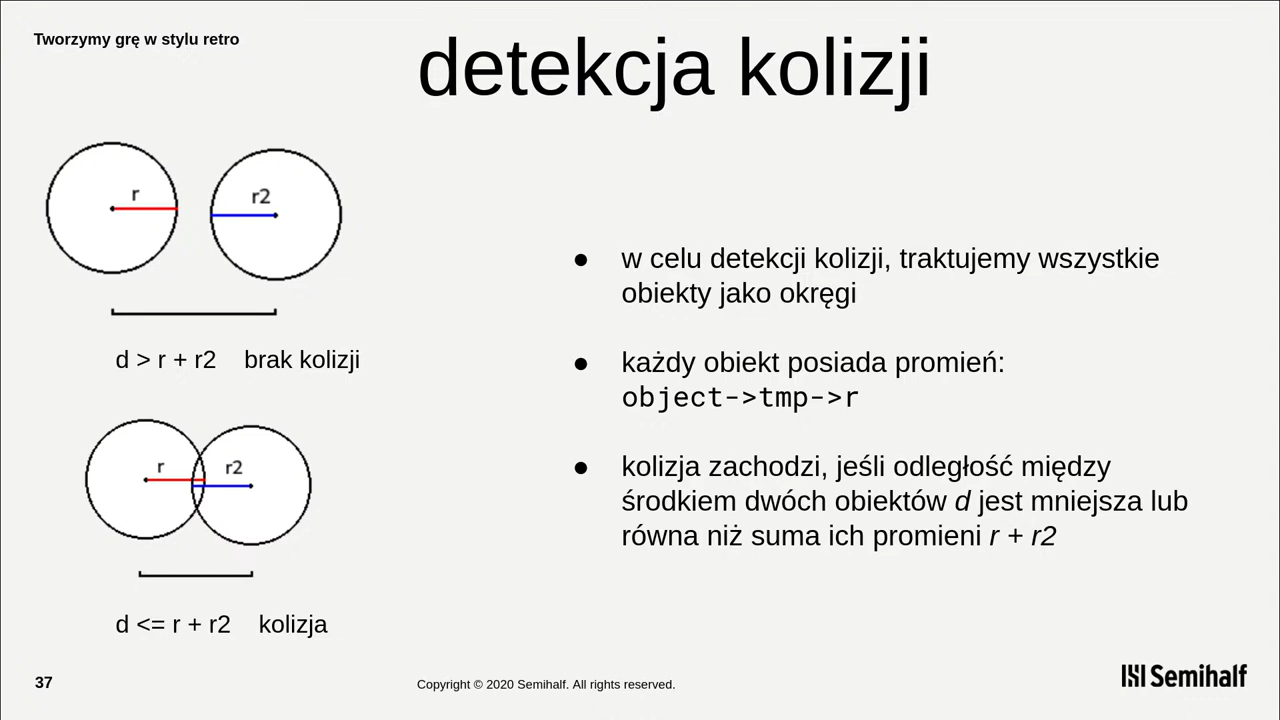 Tworzymy grę w stylu retro
detekcja kolizji
r
r2
d > r + r2 brak kolizji
r
r2
d <= r + r2 kolizja
● w celu detekcji kolizji, traktujemy wszystkie
obiekty jako okręgi
● każdy obiekt posiada promień:
object->tmp->r
● kolizja zachodzi, jeśli odległość między
środkiem dwóch obiektów d jest mniejsza lub
równa niż suma ich promieni r + r2
37
Copyright © 2020 Semihalf. All rights reserved.
Semihalf